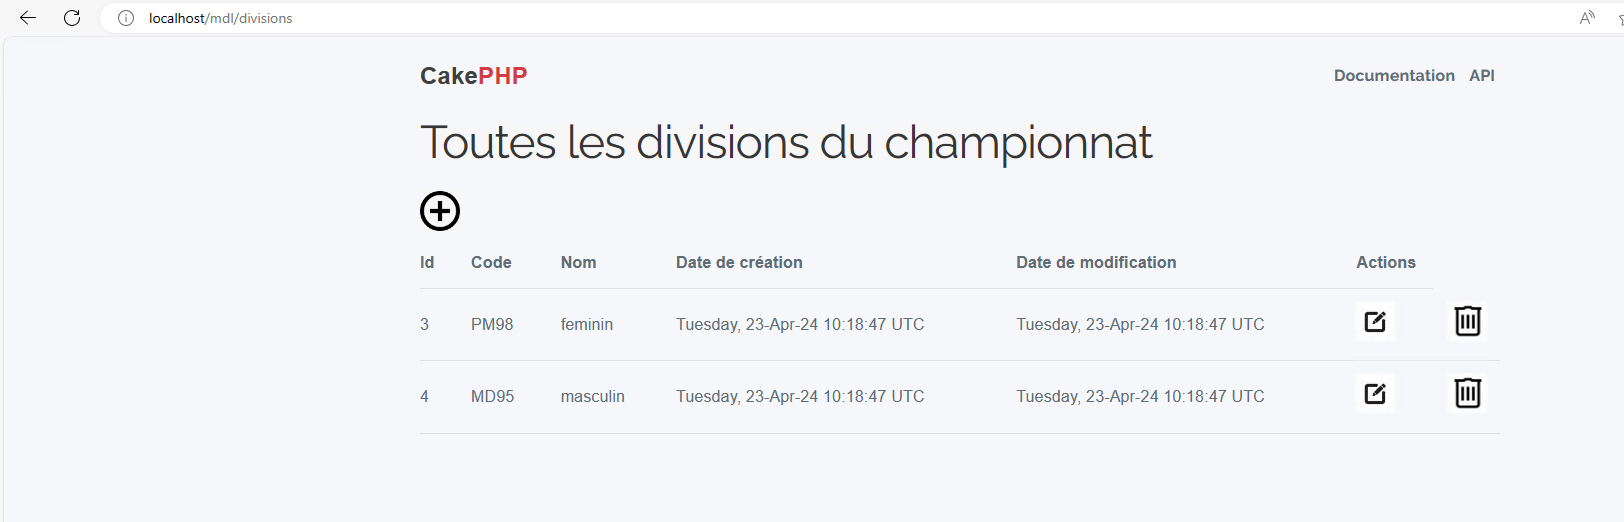 localhost/mdl/divisions
CakePHP Documentation API
Toutes les divisions du championnat
Id Code Nom Date de création Date de modification Actions
3 PM98 feminin Tuesday, 23-Apr-24 10:18:47 UTC Tuesday, 23-Apr-24 10:18:47 UTC
4 MD95 masculin Tuesday, 23-Apr-24 10:18:47 UTC Tuesday, 23-Apr-24 10:18:47 UTC